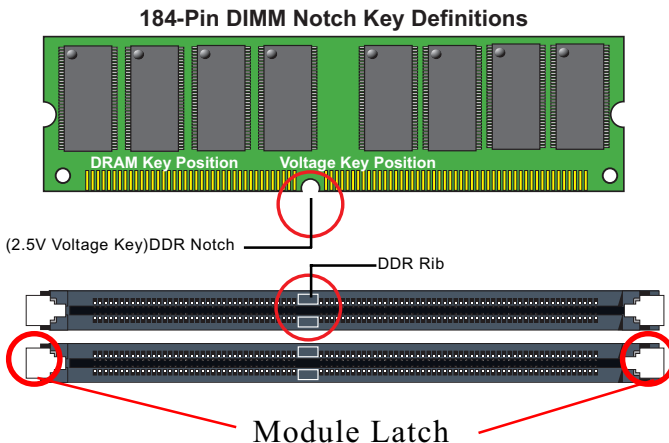 184-Pin DIMM Notch Key Definitions
DRAM Key Position Voltage Key Position
(2.5V Voltage Key)DDR Notch
DDR Rib
Module Latch